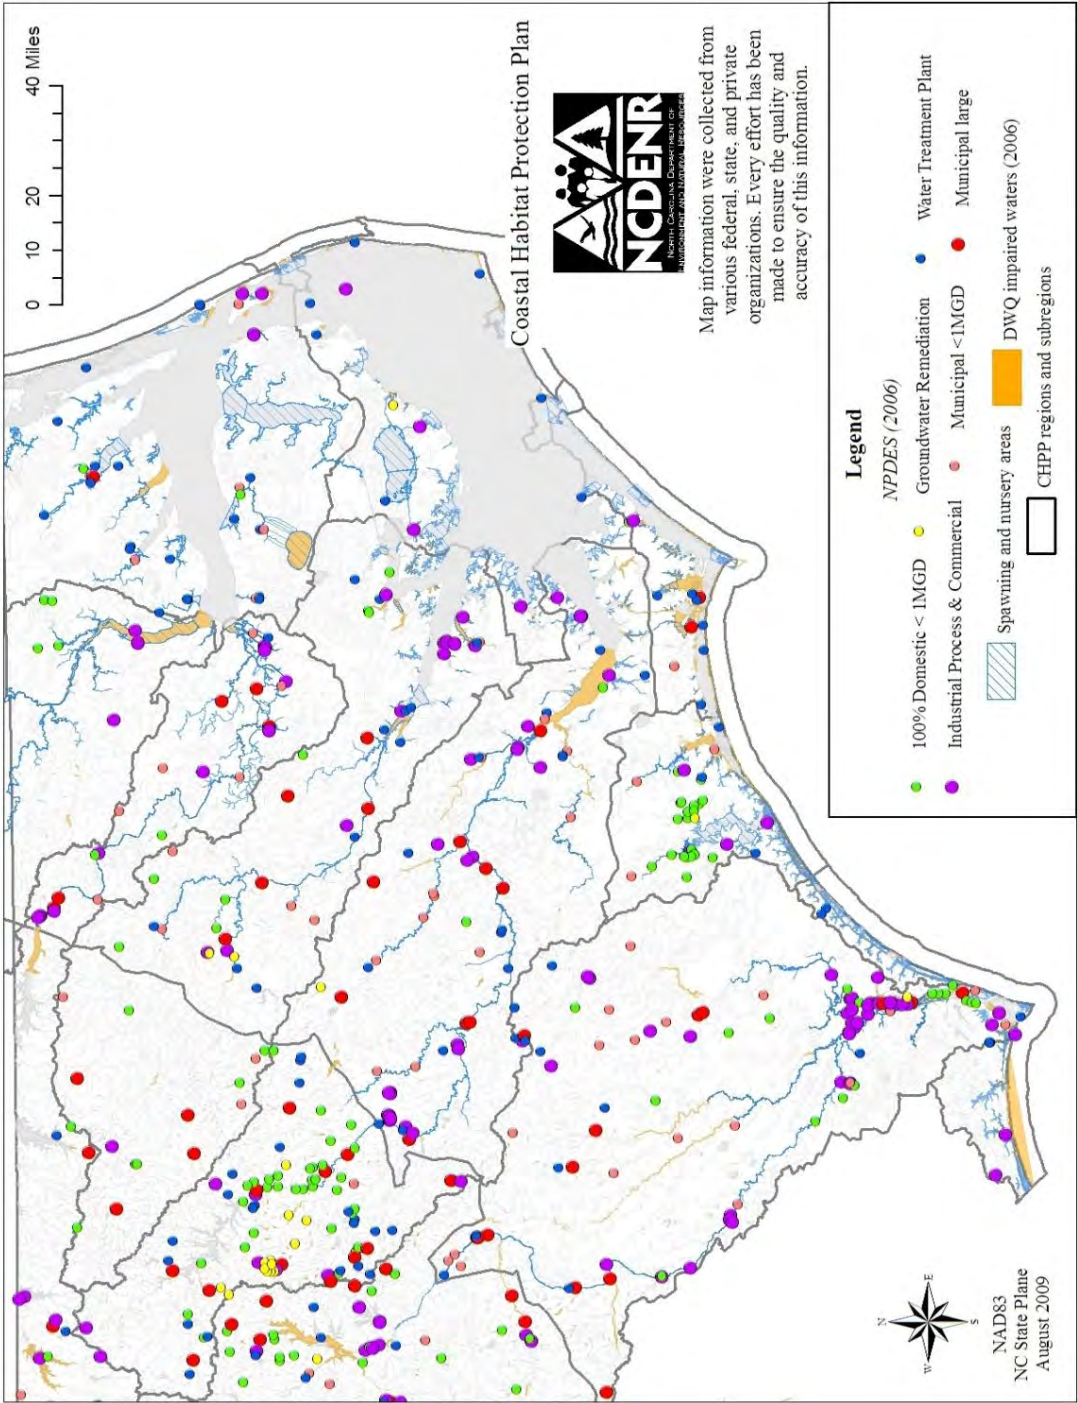 0 10 20 40 Miles
Coastal Habitat Protection Plan
NCDENR
NORTH CAROLINA DEPARTMENT OF
ENVIRONMENT AND NATURAL RESOURCES
Map information were collected from
various federal, state, and private
organizations. Every effort has been
made to ensure the quality and
accuracy of this information.
Legend
NPDES (2006)
100% Domestic < 1MGD
Groundwater Remediation
Water Treatment Plant
Industrial Process & Commercial
Municipal <1MGD
Municipal large
Spawning and nursery areas
DWQ impaired waters (2006)
CHPP regions and subregions
N
W
E
S
NAD83
NC State Plane
August 2009